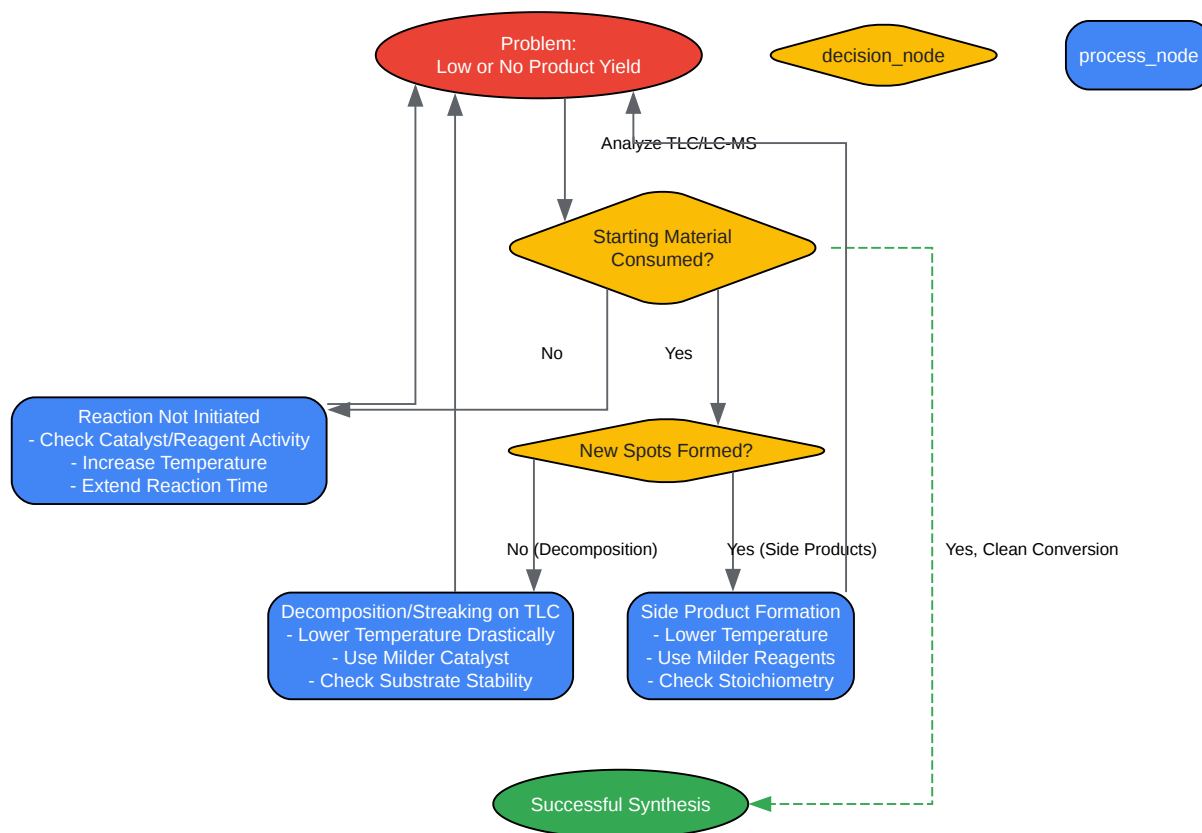 Problem:
Low or No Product Yield
decision_node
process_node
Analyze TLC/LC-MS
Starting Material
Consumed?
No
Yes
Reaction Not Initiated
- Check Catalyst/Reagent Activity
- Increase Temperature
- Extend Reaction Time
New Spots Formed?
No (Decomposition)
Yes (Side Products)
Yes, Clean Conversion
Decomposition/Streaking on TLC
- Lower Temperature Drastically
- Use Milder Catalyst
- Check Substrate Stability
Side Product Formation
- Lower Temperature
- Use Milder Reagents
- Check Stoichiometry
Successful Synthesis